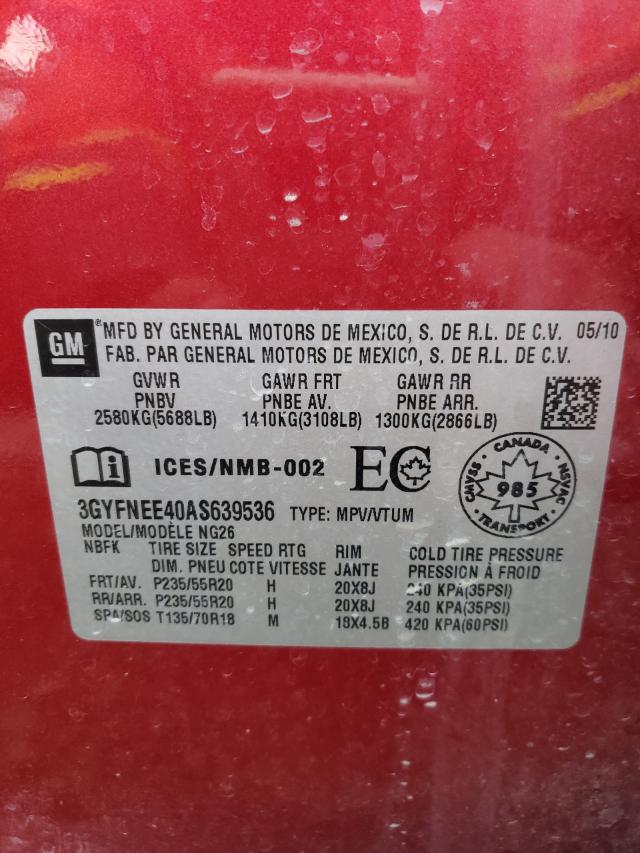 GM ® MFD BY GENERAL MOTORS DE MEXICO, S. DE R.L. DE C.V. 05/10
FAB. PAR GENERAL MOTORS DE MEXICO, S. DE R.L. DE C.V.
GVWR GAWR FRT GAWR RR
PNBV PNBE AV. PNBE ARR.
2580KG(5688LB) 1410KG(3108LB) 1300KG(2866LB)
i ICES/NMB-002 EC
CANADA
CMVSS 985 NSVAC
TRANSPORT
3GYFNEE40AS639536 TYPE: MPV/VTUM
MODEL/MODÈLE NG26
NBFK TIRE SIZE SPEED RTG RIM COLD TIRE PRESSURE
DIM. PNEU COTE VITESSE JANTE PRESSION À FROID
FRT/AV. P235/55R20 H 20X8J 240 KPA(35PSI)
RR/ARR. P235/55R20 H 20X8J 240 KPA(35PSI)
SPA/SOS T135/70R18 M 18X4.5B 420 KPA(60PSI)